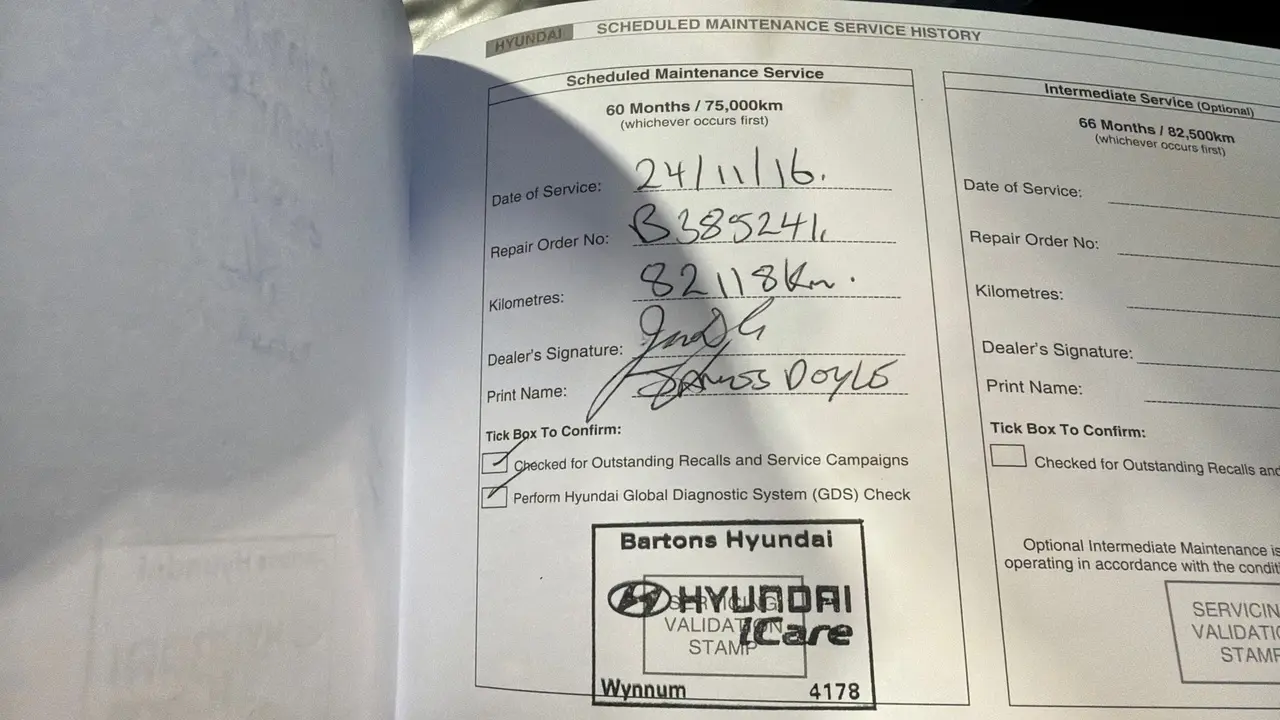 HYUNDAI SCHEDULED MAINTENANCE SERVICE HISTORY
Scheduled Maintenance Service
60 Months / 75,000km
(whichever occurs first)
Date of Service: 24/11/16.
Repair Order No: B385241.
Kilometres: 82118km.
Dealer's Signature:
Print Name: James Doyle
Tick Box To Confirm:
Checked for Outstanding Recalls and Service Campaigns
Perform Hyundai Global Diagnostic System (GDS) Check
Bartons Hyundai
HYUNDAI
iCare
SERVICING
VALIDATION
STAMP
Wynnum 4178
Intermediate Service (Optional)
66 Months / 82,500km
(whichever occurs first)
Date of Service:
Repair Order No:
Kilometres:
Dealer's Signature:
Print Name:
Tick Box To Confirm:
Checked for Outstanding Recalls and
Optional Intermediate Maintenance is
operating in accordance with the condit
SERVICIN
VALIDATI
STAMP